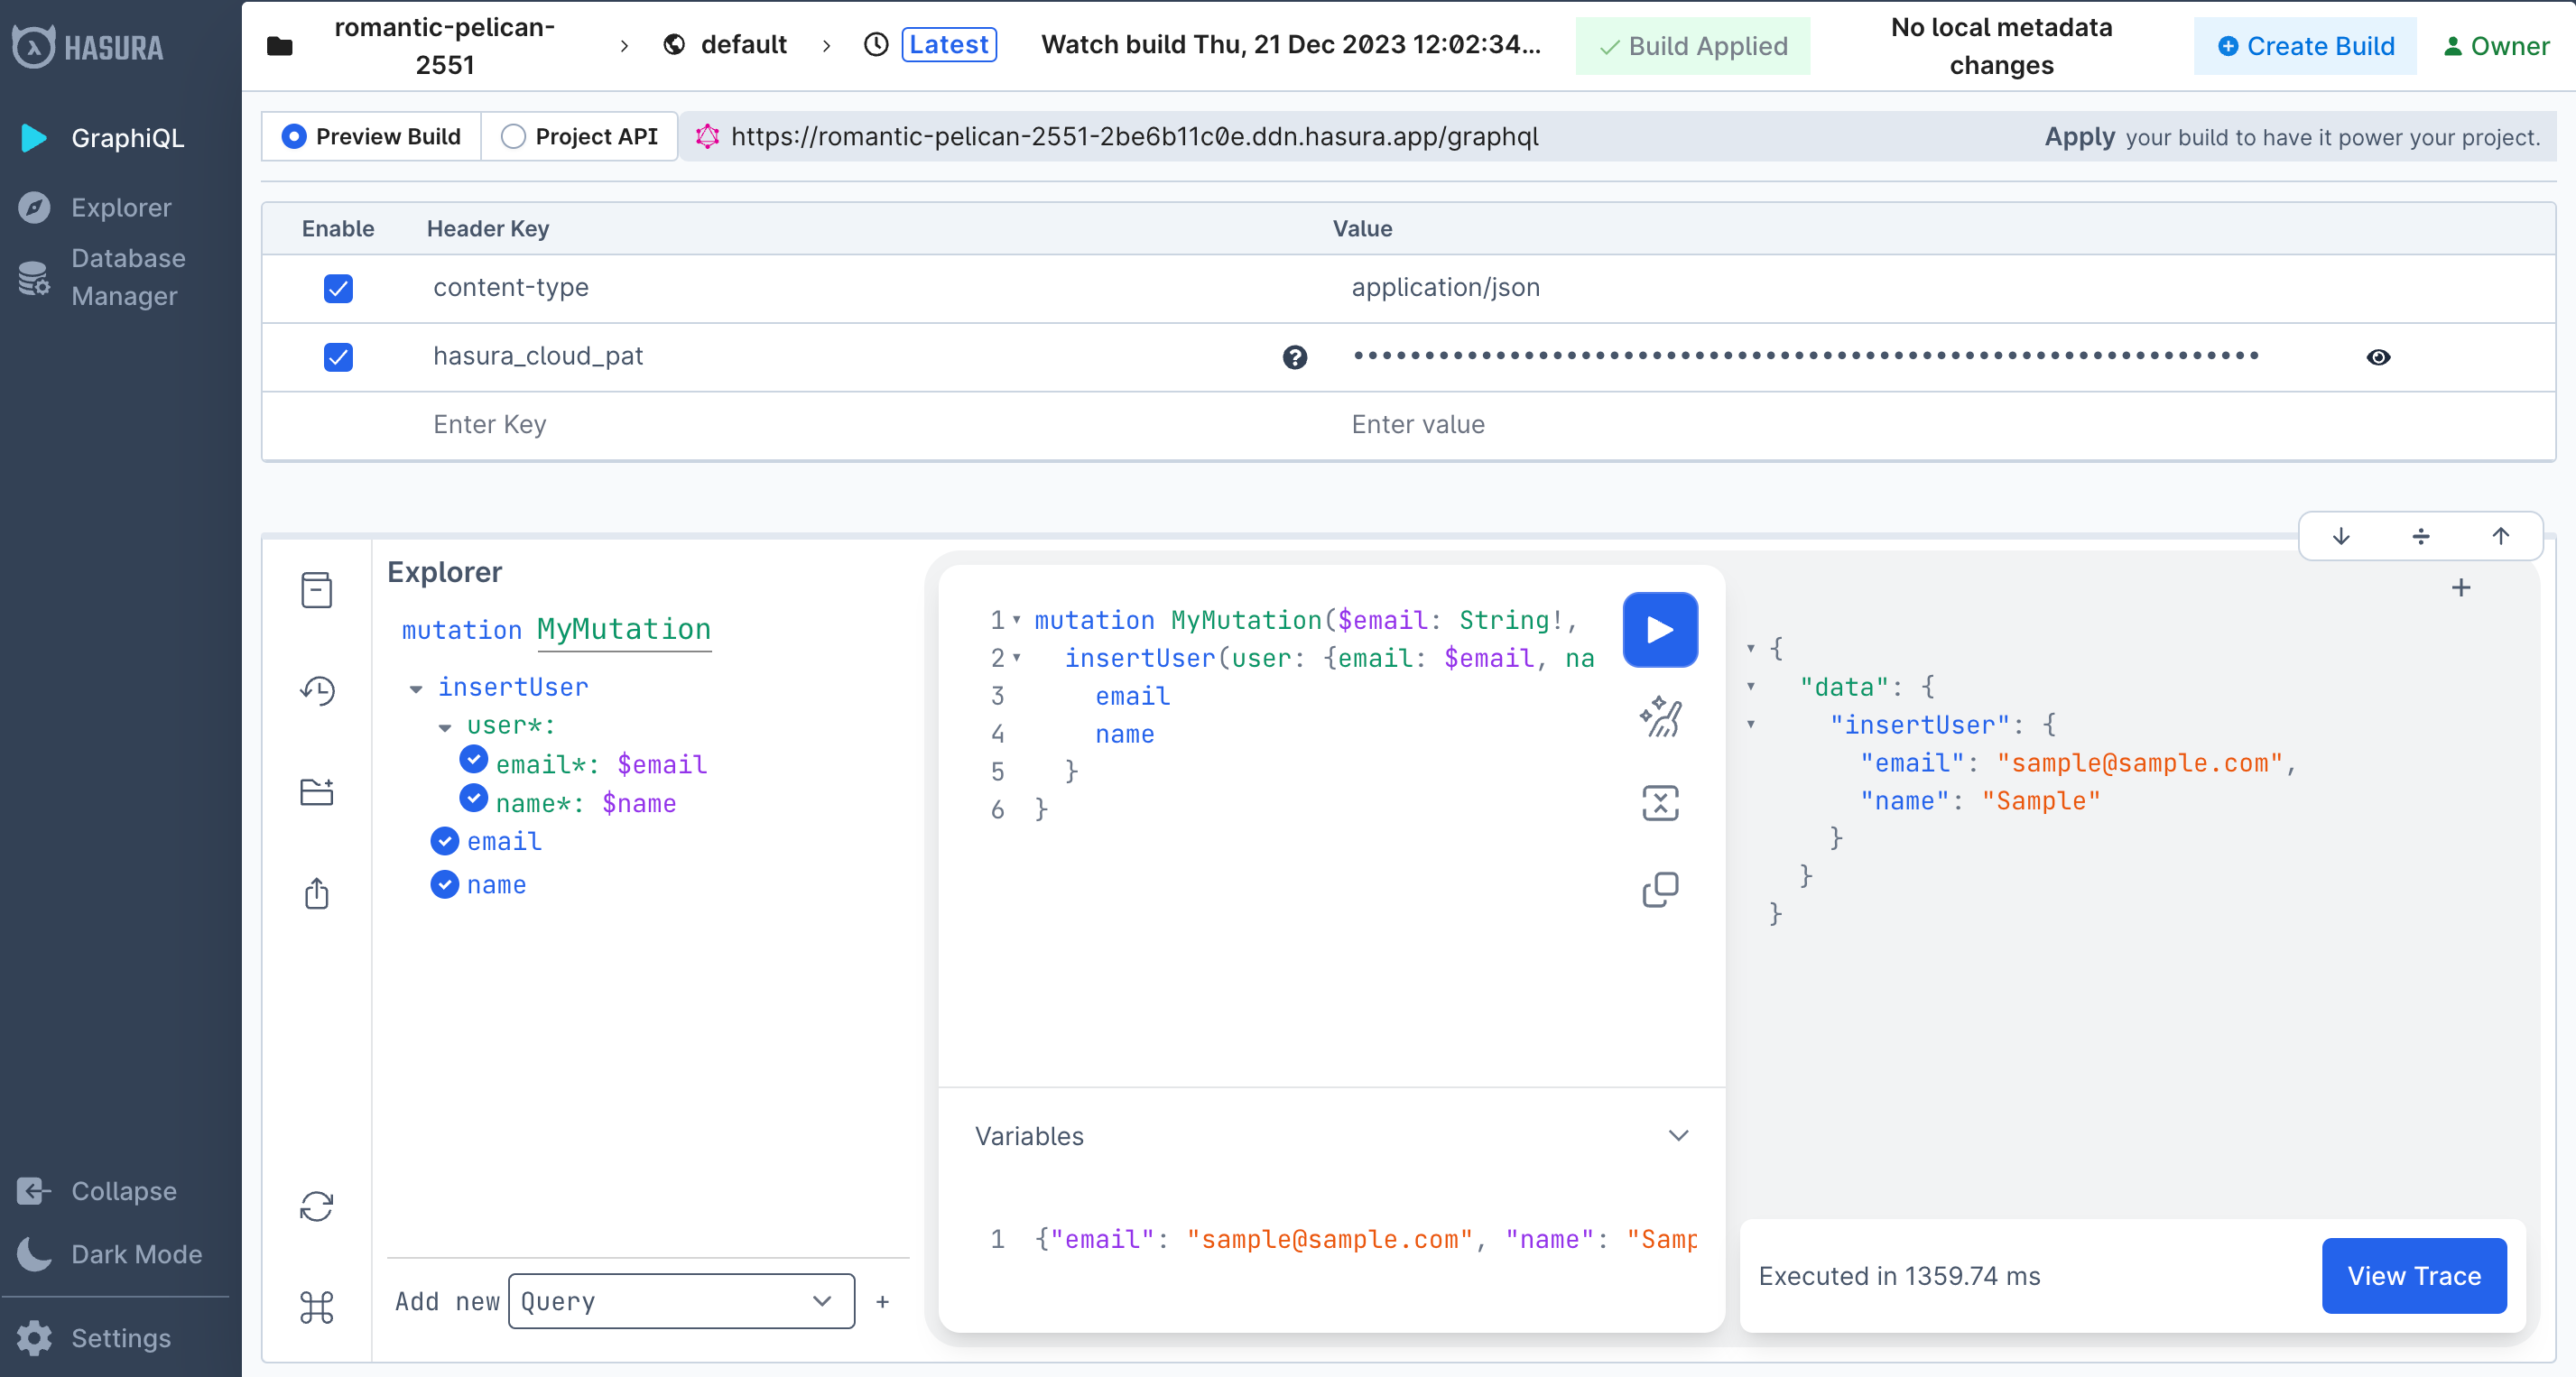 HASURA
GraphiQL
Explorer
Database
Manager
Collapse
Dark Mode
Settings
romantic-pelican-
2551
default
Latest
Watch build Thu, 21 Dec 2023 12:02:34...
Build Applied
No local metadata
changes
Create Build
Owner
Preview Build
Project API
https://romantic-pelican-2551-2be6b11c0e.ddn.hasura.app/graphql
Apply your build to have it power your project.
Enable Header Key Value
content-type application/json
hasura_cloud_pat ••••••••••••••••••••••••••••••••••••••••••••••••••••••••••••••••
Enter Key Enter value
Explorer
mutation MyMutation
insertUser
user*:
email*: $email
name*: $name
email
name
Add new Query +
1 mutation MyMutation($email: String!,
2 insertUser(user: {email: $email, na
3 email
4 name
5 }
6 }
Variables
1 {"email": "sample@sample.com", "name": "Samp
{
"data": {
"insertUser": {
"email": "sample@sample.com",
"name": "Sample"
}
}
}
Executed in 1359.74 ms
View Trace